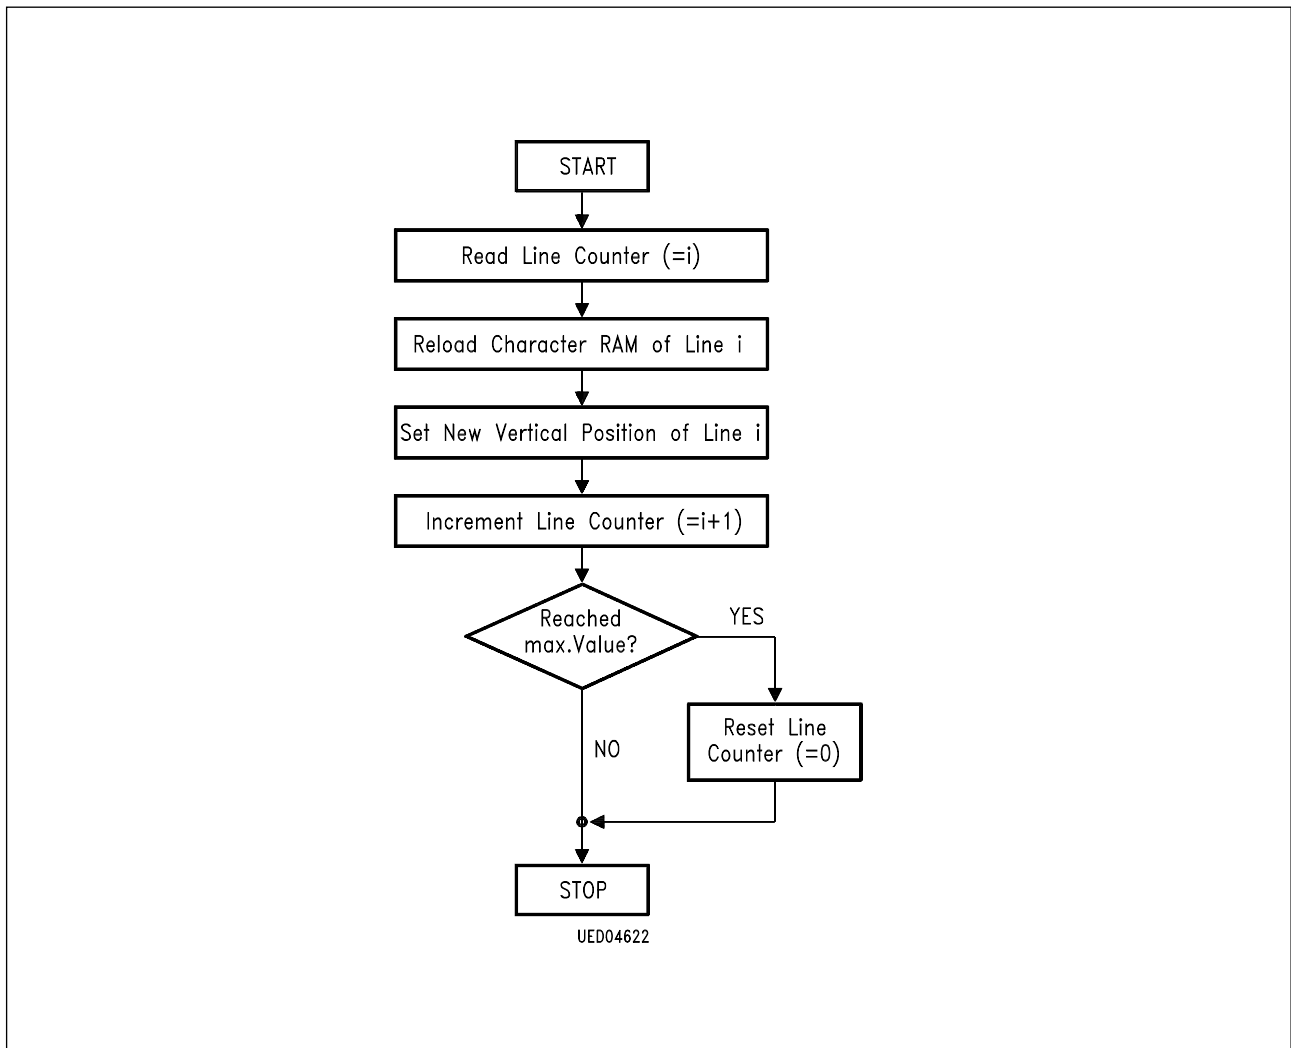 START
Read Line Counter (=i)
Reload Character RAM of Line i
Set New Vertical Position of Line i
Increment Line Counter (=i+1)
Reached
max.Value?
YES
Reset Line
Counter (=0)
NO
STOP
UED04622